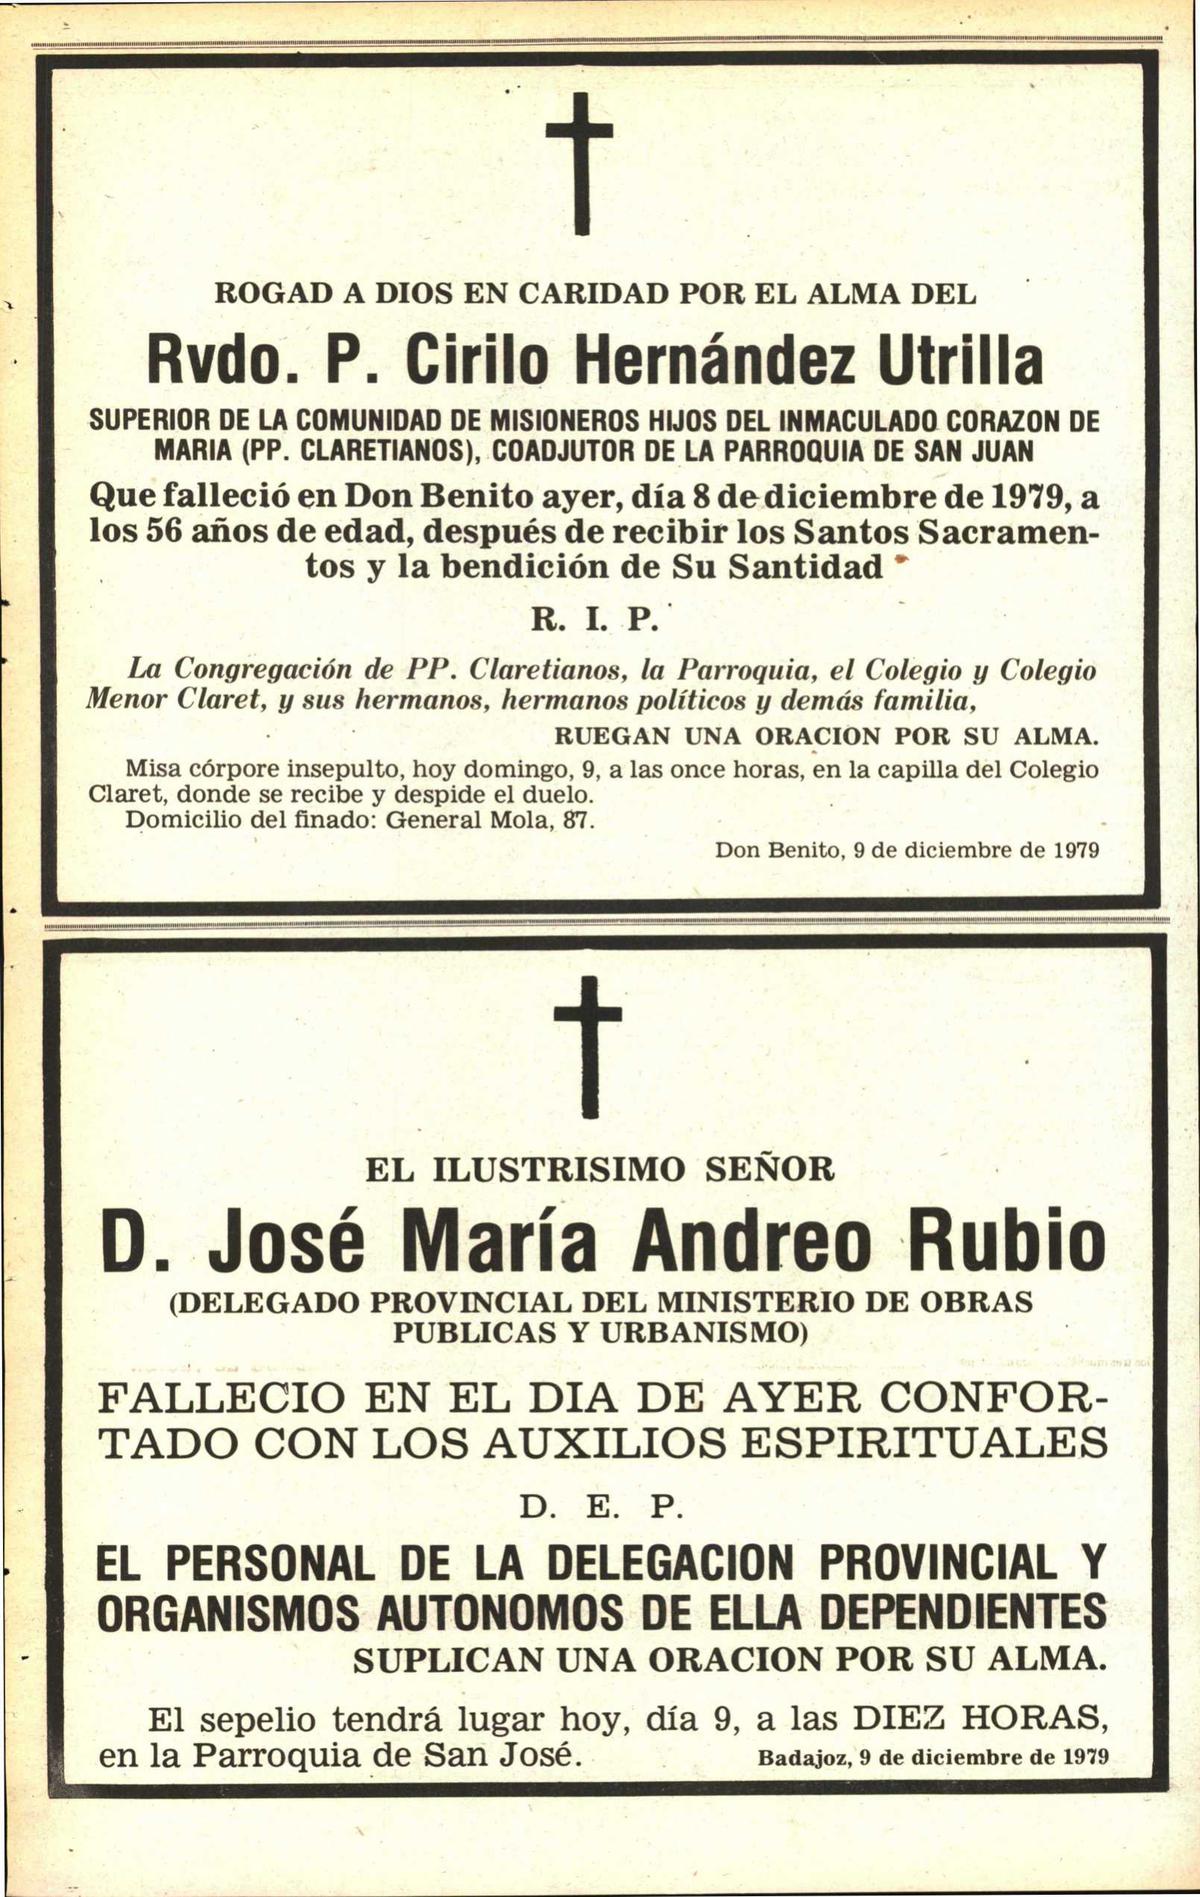 ROGAD A DIOS EN CARIDAD POR EL ALMA DEL
Rvdo. P. Cirilo Hernández Utrilla
SUPERIOR DE LA COMUNIDAD DE MISIONEROS HIJOS DEL INMACULADO CORAZON DE
MARIA (PP. CLARETIANOS), COADJUTOR DE LA PARROQUIA DE SAN JUAN
Que falleció en Don Benito ayer, día 8 de diciembre de 1979, a
los 56 años de edad, después de recibir los Santos Sacramen-
tos y la bendición de Su Santidad
R. I. P.
La Congregación de PP. Claretianos, la Parroquia, el Colegio y Colegio
Menor Claret, y sus hermanos, hermanos políticos y demás familia,
RUEGAN UNA ORACION POR SU ALMA.
Misa córpore insepulto, hoy domingo, 9, a las once horas, en la capilla del Colegio
Claret, donde se recibe y despide el duelo.
Domicilio del finado: General Mola, 87.
Don Benito, 9 de diciembre de 1979
EL ILUSTRISIMO SEÑOR
D. José María Andreo Rubio
(DELEGADO PROVINCIAL DEL MINISTERIO DE OBRAS
PUBLICAS Y URBANISMO)
FALLECIO EN EL DIA DE AYER CONFOR-
TADO CON LOS AUXILIOS ESPIRITUALES
D. E. P.
EL PERSONAL DE LA DELEGACION PROVINCIAL Y
ORGANISMOS AUTONOMOS DE ELLA DEPENDIENTES
SUPLICAN UNA ORACION POR SU ALMA.
El sepelio tendrá lugar hoy, día 9, a las DIEZ HORAS,
en la Parroquia de San José. Badajoz, 9 de diciembre de 1979